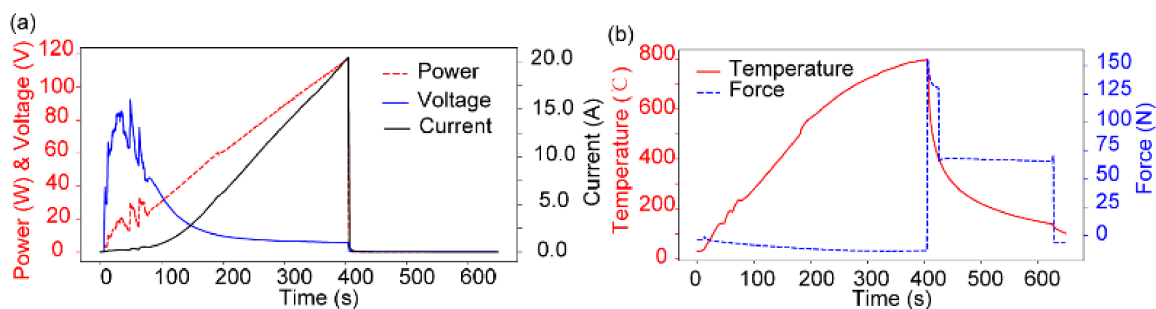 (a)
Power (W) & Voltage (V)
120
100
80
60
40
20
0
Power
Voltage
Current
20.0
15.0
10.0
5.0
0.0
Current (A)
0 100 200 300 400 500 600
Time (s)
(b)
Temperature (℃)
800
600
400
200
0
Temperature
Force
150
125
100
75
50
25
0
Force (N)
0 100 200 300 400 500 600
Time (s)